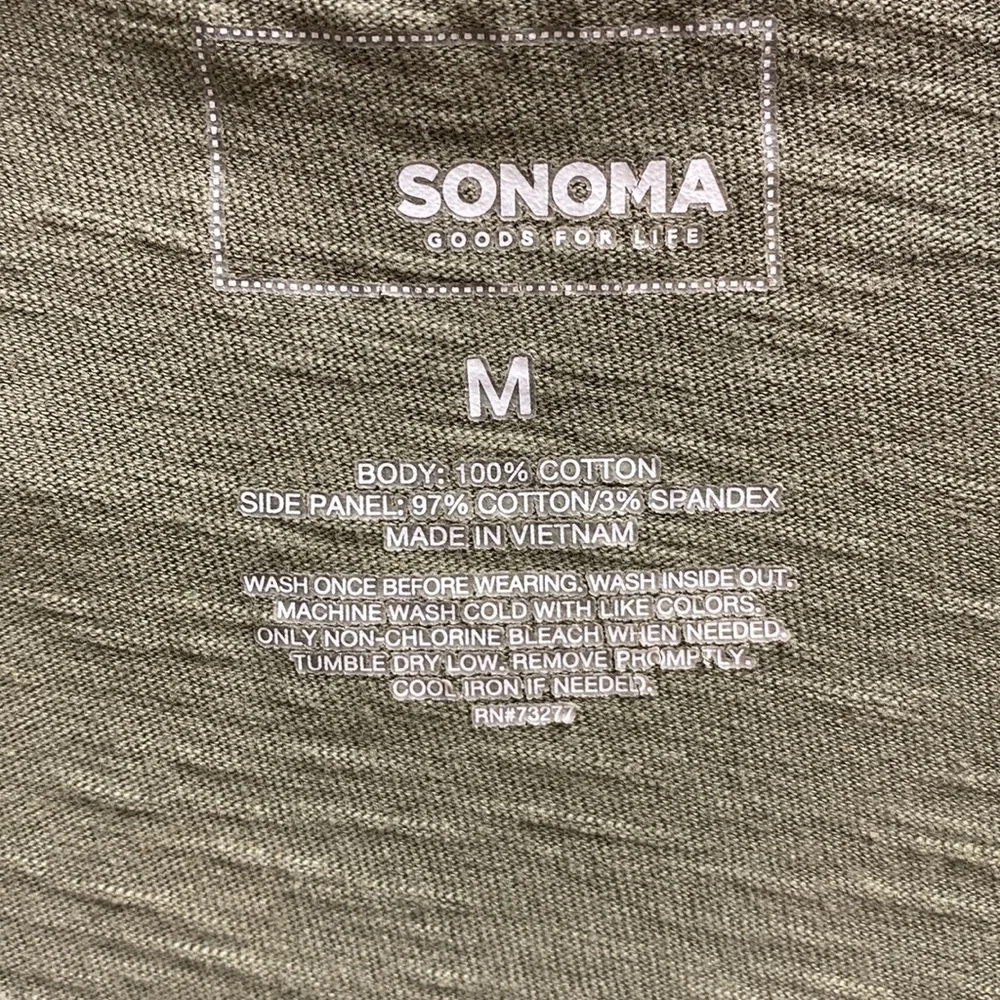 SONOMA
GOODS FOR LIFE
M
BODY: 100% COTTON
SIDE PANEL: 97% COTTON/3% SPANDEX
MADE IN VIETNAM
WASH ONCE BEFORE WEARING. WASH INSIDE OUT.
MACHINE WASH COLD WITH LIKE COLORS.
ONLY NON-CHLORINE BLEACH WHEN NEEDED.
TUMBLE DRY LOW. REMOVE PROMPTLY.
COOL IRON IF NEEDED.
RN#73277